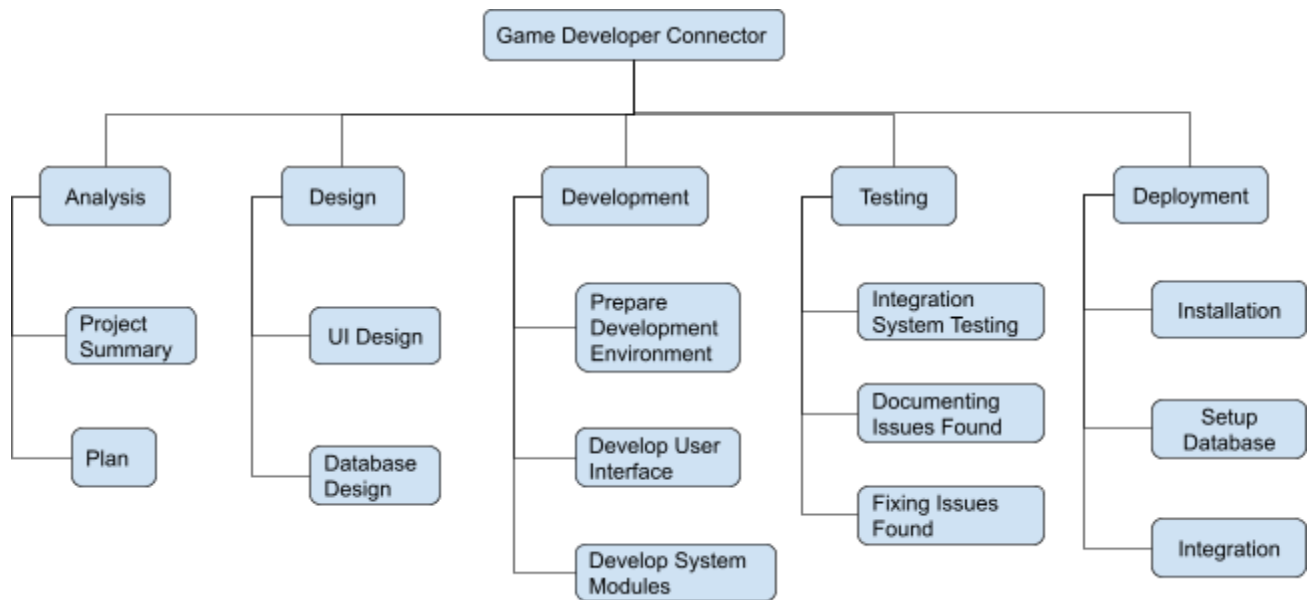 Game Developer Connector
Analysis
Design
Development
Testing
Deployment
Project
Summary
Plan
UI Design
Database
Design
Prepare
Development
Environment
Develop User
Interface
Develop System
Modules
Integration
System Testing
Documenting
Issues Found
Fixing Issues
Found
Installation
Setup
Database
Integration